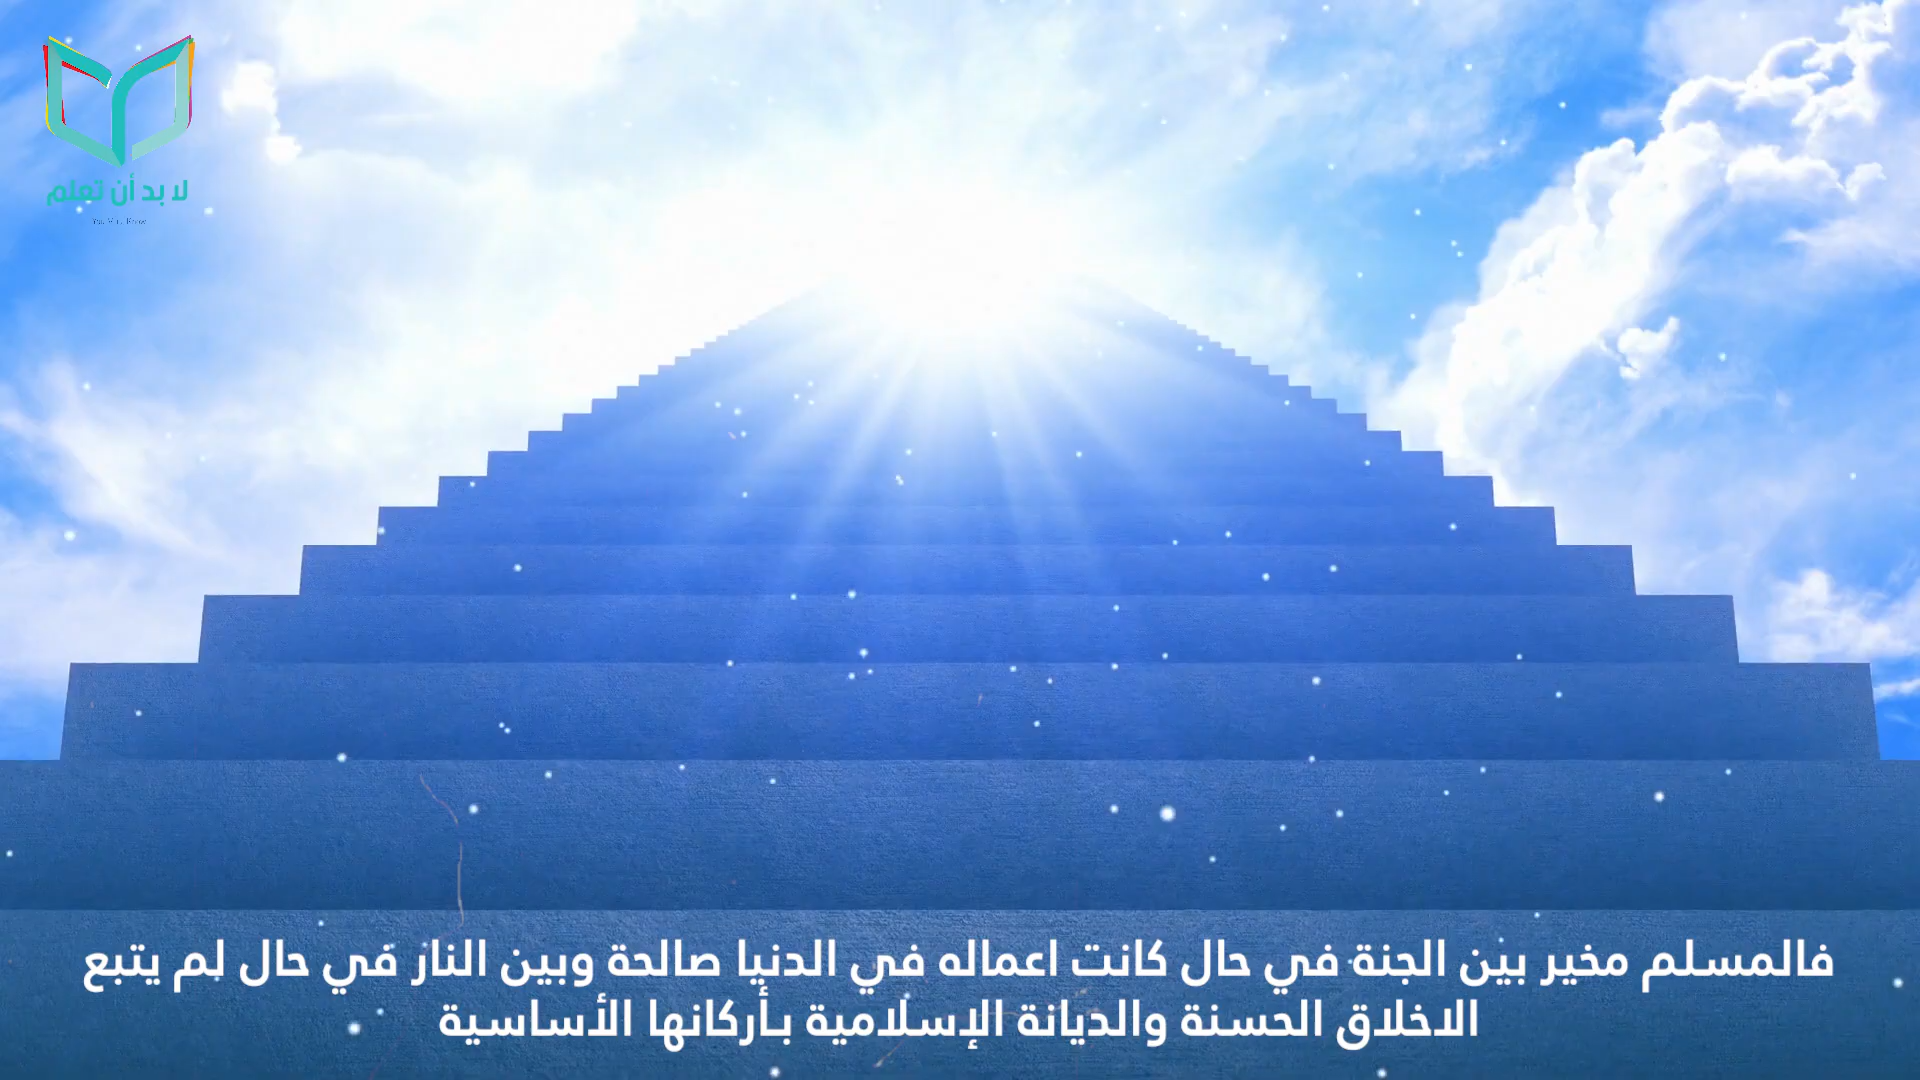 لا بد أن تعلم
فالمسلم مخير بين الجنة في حال كانت اعماله في الدنيا صالحة وبين النار في حال لم يتبع
الاخلاق الحسنة والديانة الإسلامية بأركانها الأساسية